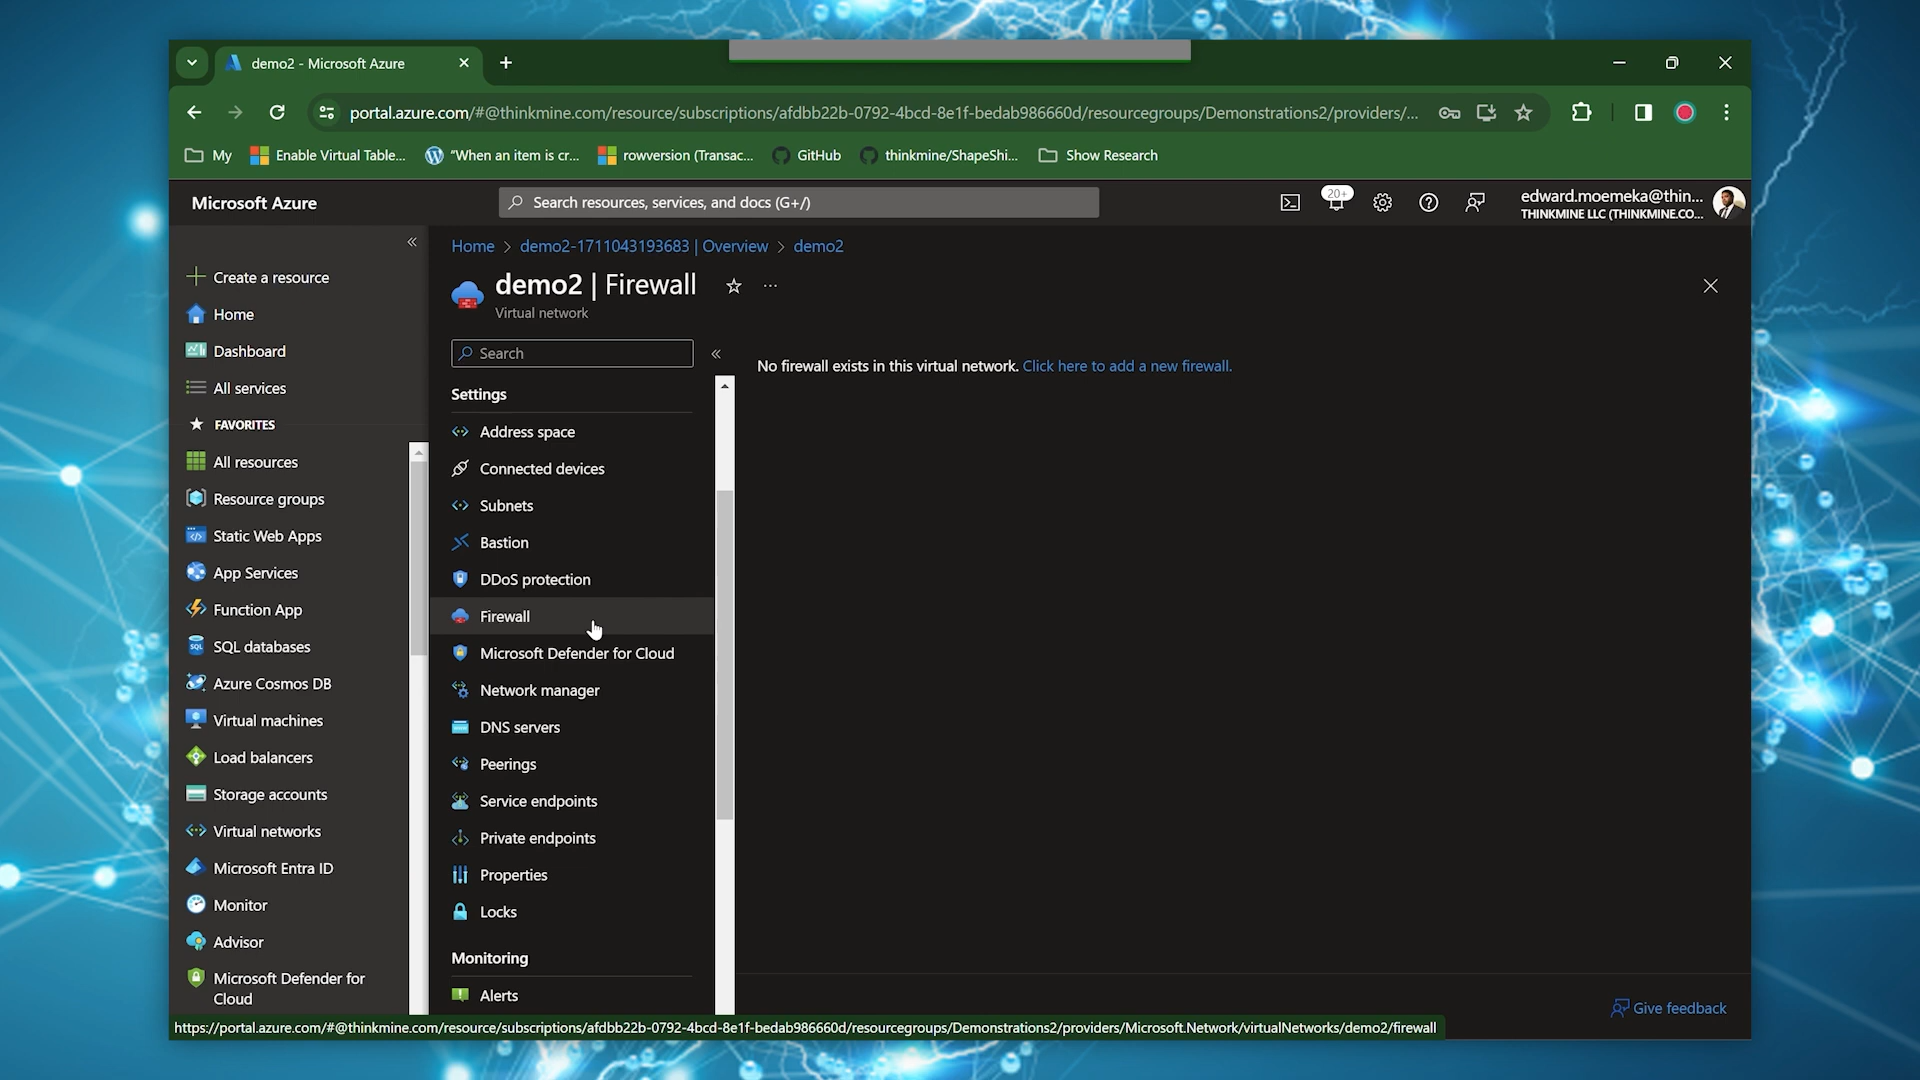 demo2 - Microsoft Azure
portal.azure.com/#@thinkmine.com/resource/subscriptions/afdbb22b-0792-4bcd-8e1f-bedab986660d/resourcegroups/Demonstrations2/providers/...
My
Enable Virtual Table...
"When an item is cr...
rowversion (Transac...
GitHub
thinkmine/ShapeShi...
Show Research
Microsoft Azure
Search resources, services, and docs (G+/)
20+
edward.moemeka@thin...
THINKMINE LLC (THINKMINE.CO...
Create a resource
Home
Dashboard
All services
FAVORITES
All resources
Resource groups
Static Web Apps
App Services
Function App
SQL databases
Azure Cosmos DB
Virtual machines
Load balancers
Storage accounts
Virtual networks
Microsoft Entra ID
Monitor
Advisor
Microsoft Defender for
Cloud
Home > demo2-1711043193683 | Overview > demo2
demo2 | Firewall
Virtual network
Search
Settings
Address space
Connected devices
Subnets
Bastion
DDoS protection
Firewall
Microsoft Defender for Cloud
Network manager
DNS servers
Peerings
Service endpoints
Private endpoints
Properties
Locks
Monitoring
Alerts
No firewall exists in this virtual network. Click here to add a new firewall.
Give feedback
https://portal.azure.com/#@thinkmine.com/resource/subscriptions/afdbb22b-0792-4bcd-8e1f-bedab986660d/resourcegroups/Demonstrations2/providers/Microsoft.Network/virtualNetworks/demo2/firewall